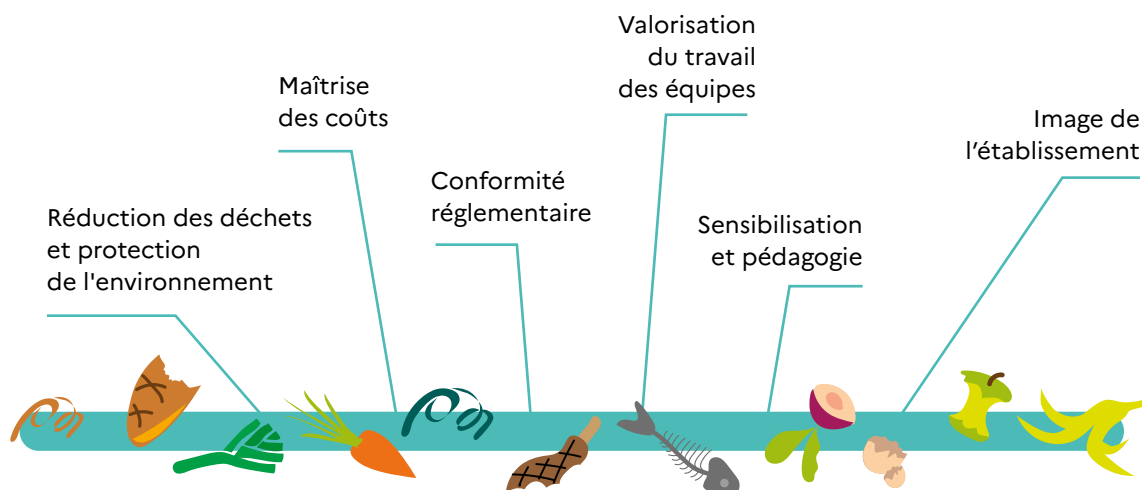 Réduction des déchets
et protection
de l'environnement
Maîtrise
des coûts
Conformité
réglementaire
Valorisation
du travail
des équipes
Sensibilisation
et pédagogie
Image de
l’établissement